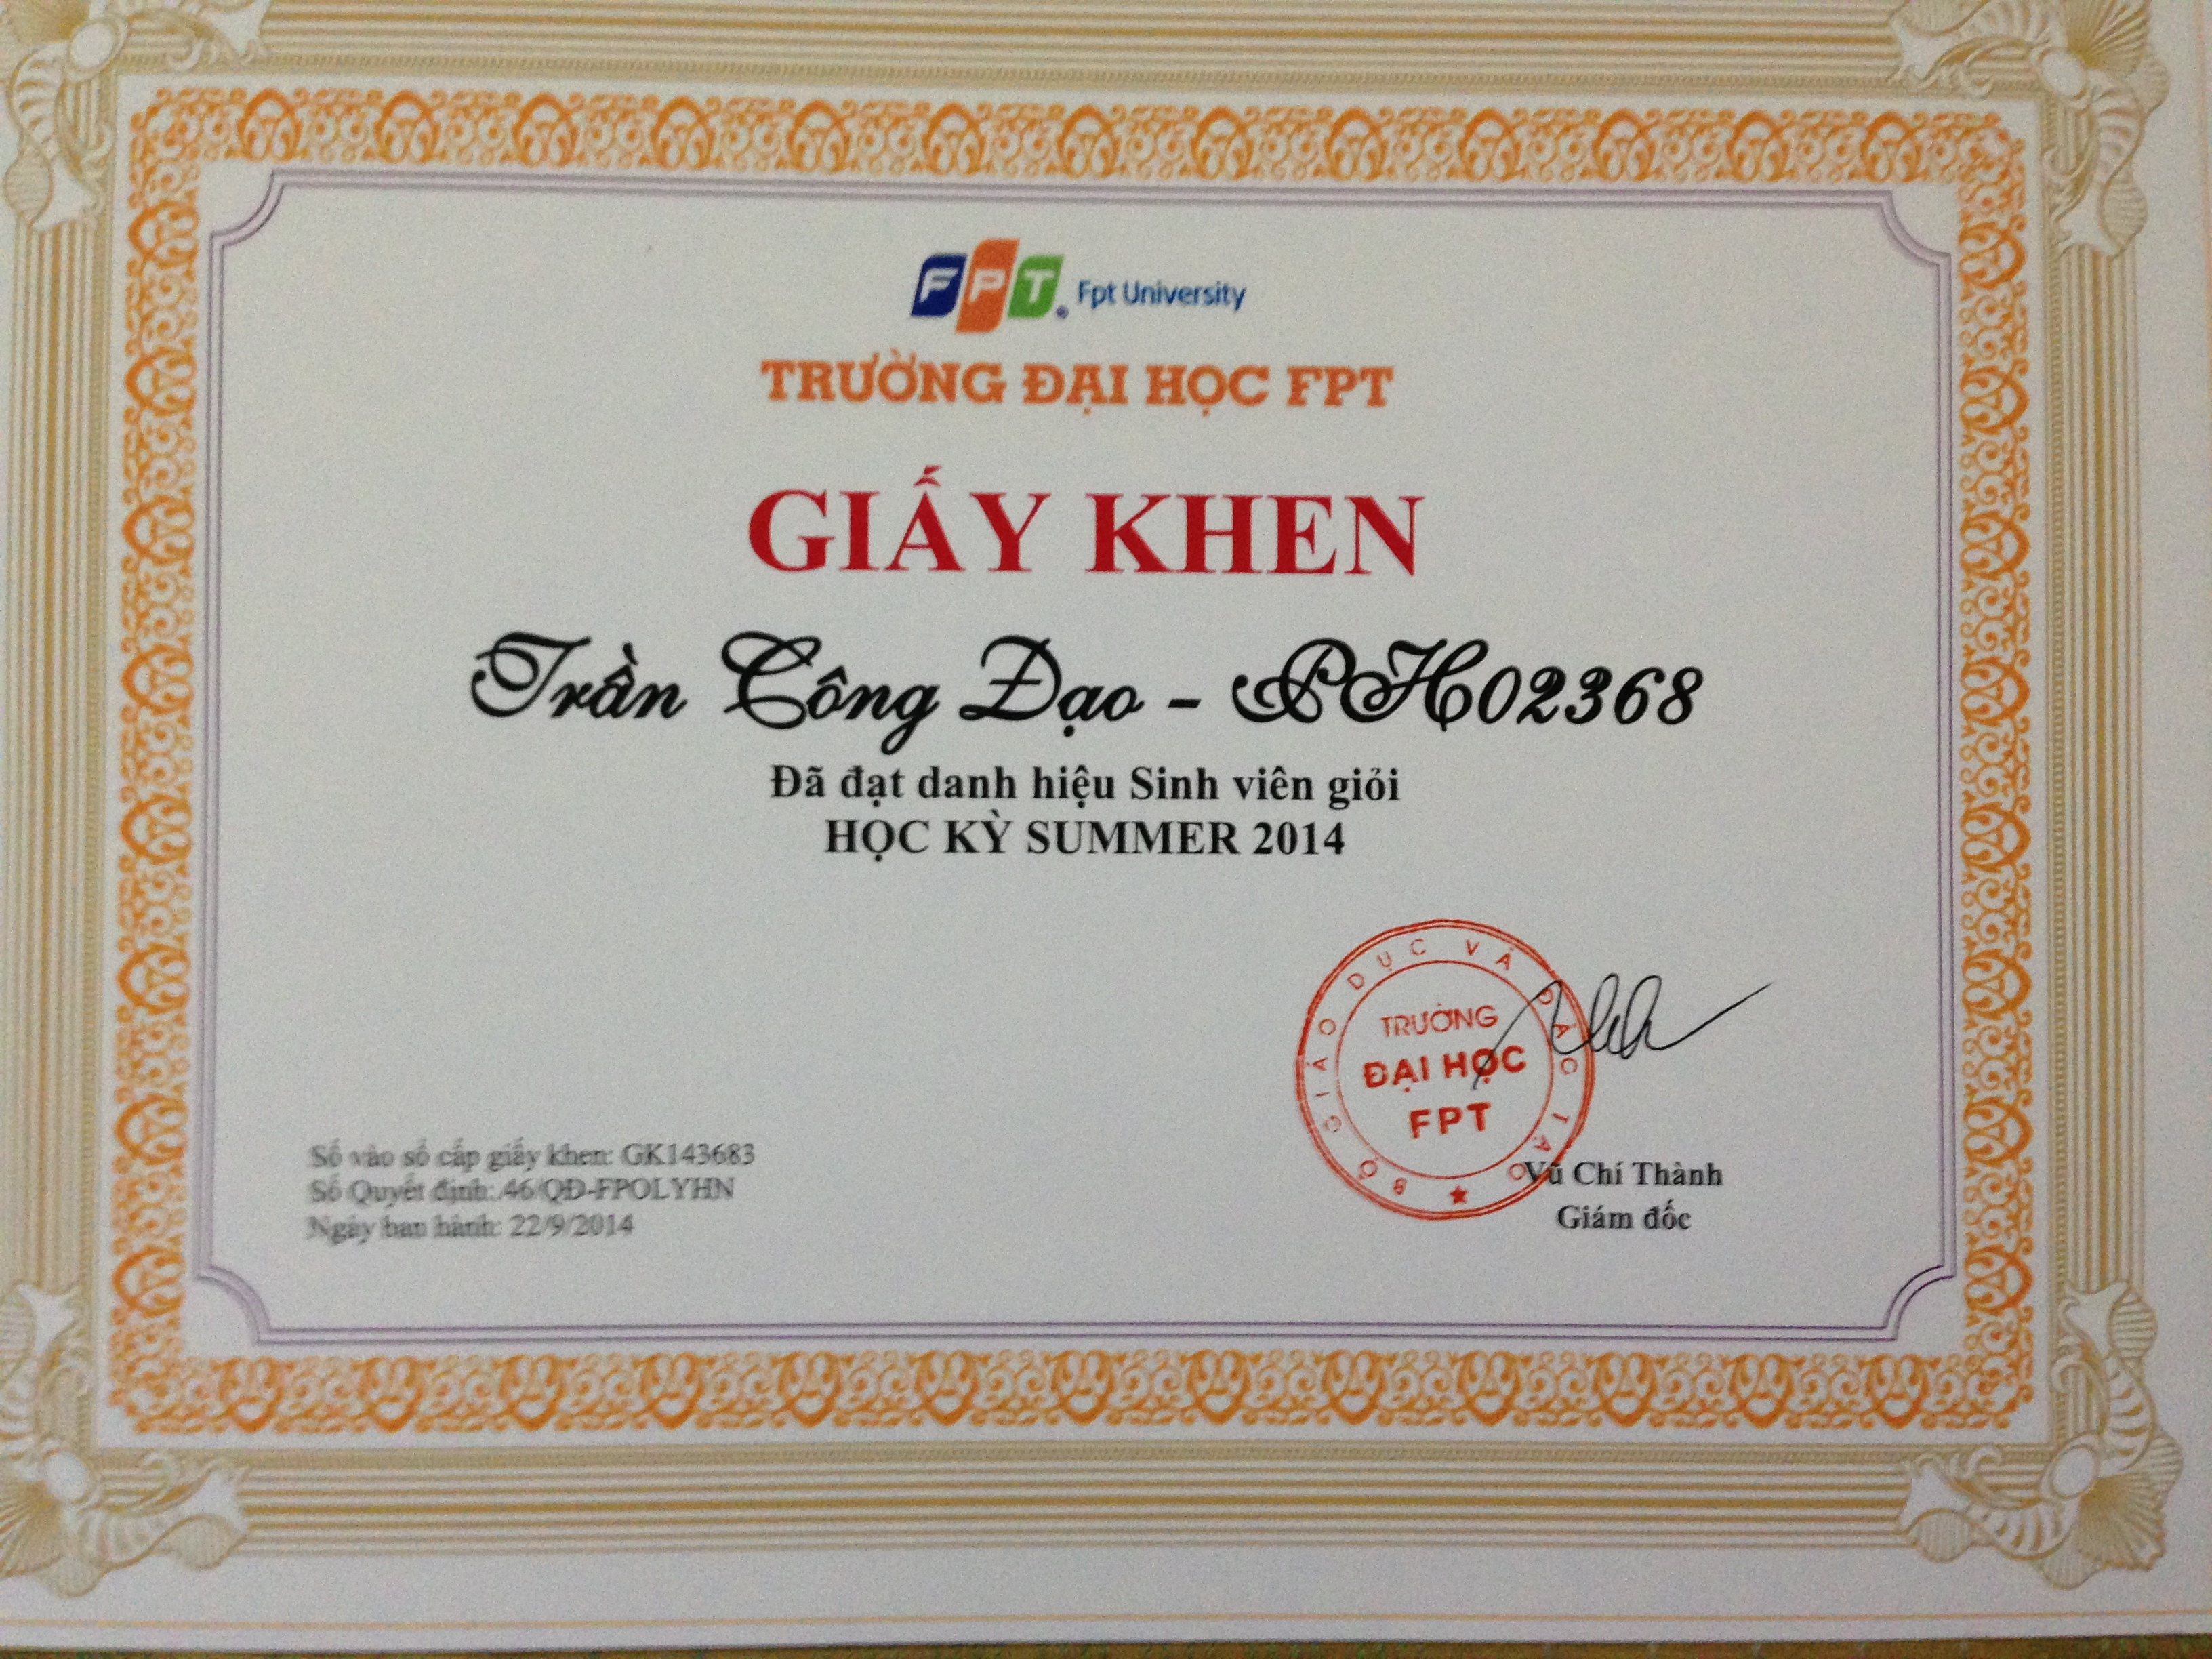 FPT Fpt University
TRƯỜNG ĐẠI HỌC FPT
GIẤY KHEN
Trần Công Đạo - PH02368
Đã đạt danh hiệu Sinh viên giỏi
HỌC KỲ SUMMER 2014
BỘ GIÁO DỤC VÀ ĐÀO TẠO
TRƯỜNG
ĐẠI HỌC
FPT
Số vào sổ cấp giấy khen: GK143683
Số Quyết định: 46/QĐ-FPOLYHN
Ngày ban hành: 22/9/2014
Vũ Chí Thành
Giám đốc